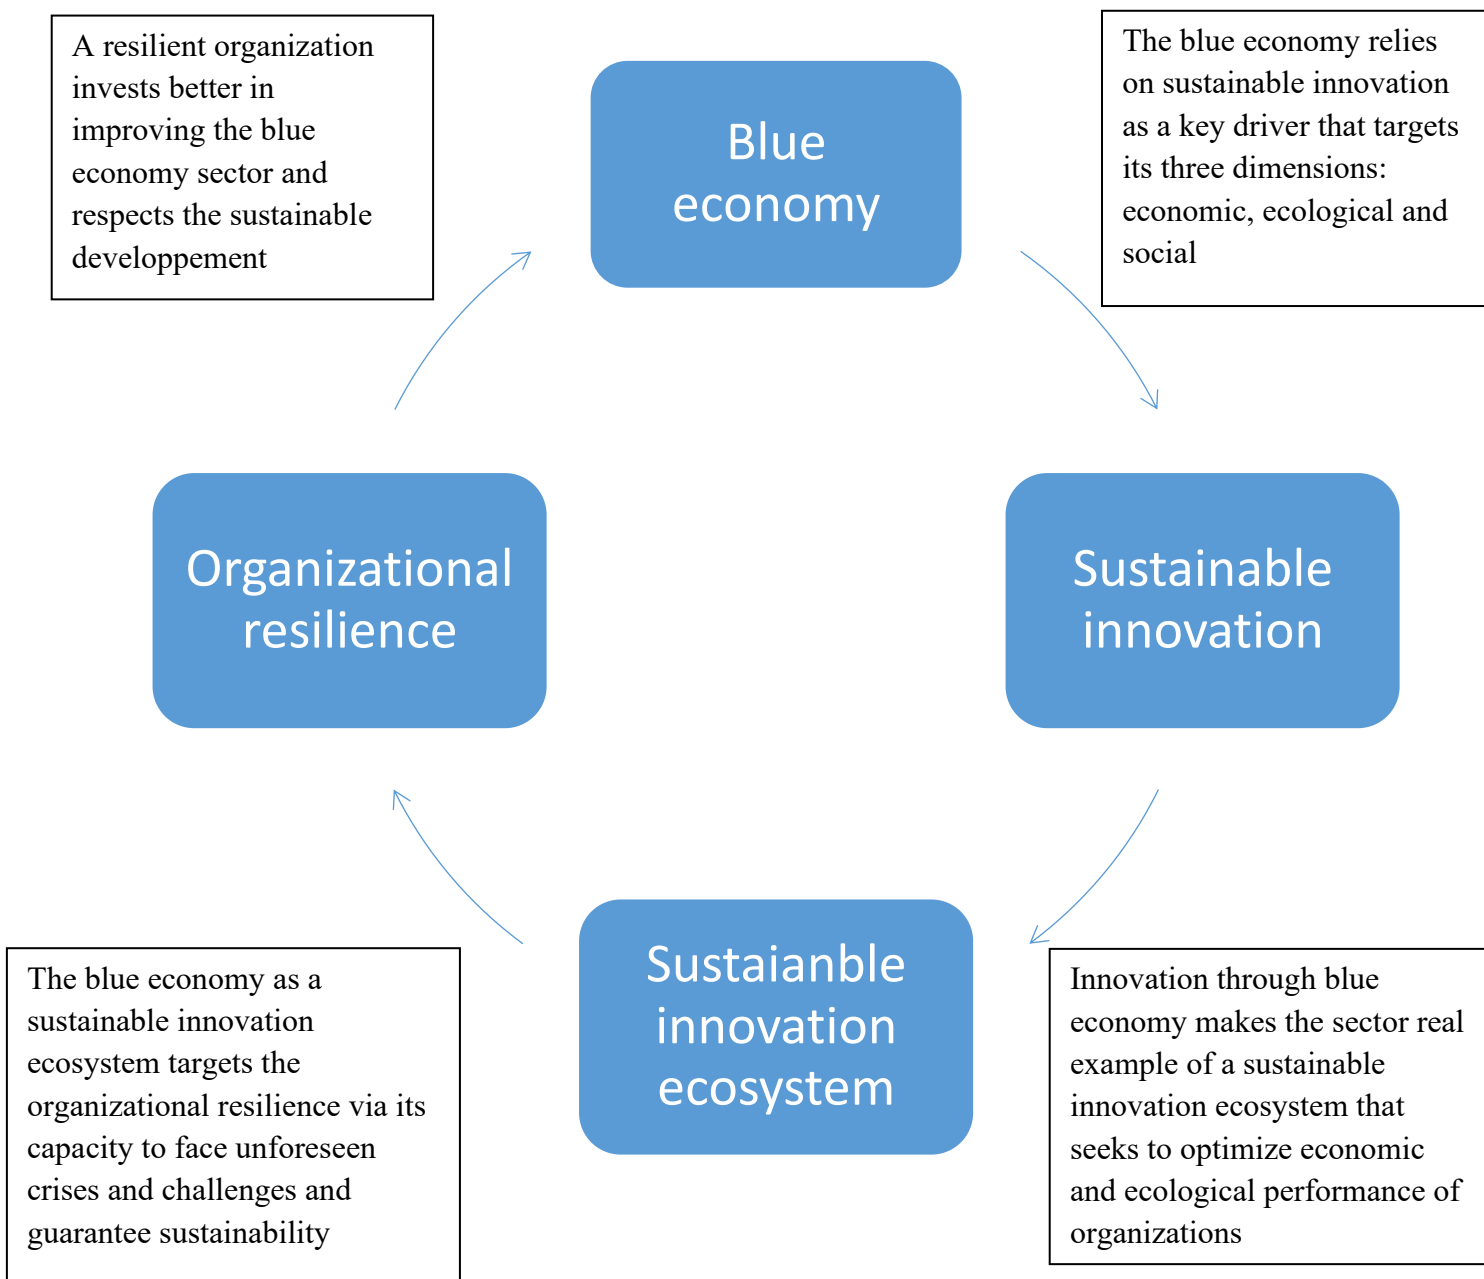 A resilient organization
invests better in
improving the blue
economy sector and
respects the sustainable
developpement
Blue
economy
The blue economy relies
on sustainable innovation
as a key driver that targets
its three dimensions:
economic, ecological and
social
Organizational
resilience
Sustainable
innovation
Sustaianble
innovation
ecosystem
The blue economy as a
sustainable innovation
ecosystem targets the
organizational resilience via its
capacity to face unforeseen
crises and challenges and
guarantee sustainability
Innovation through blue
economy makes the sector real
example of a sustainable
innovation ecosystem that
seeks to optimize economic
and ecological performance of
organizations